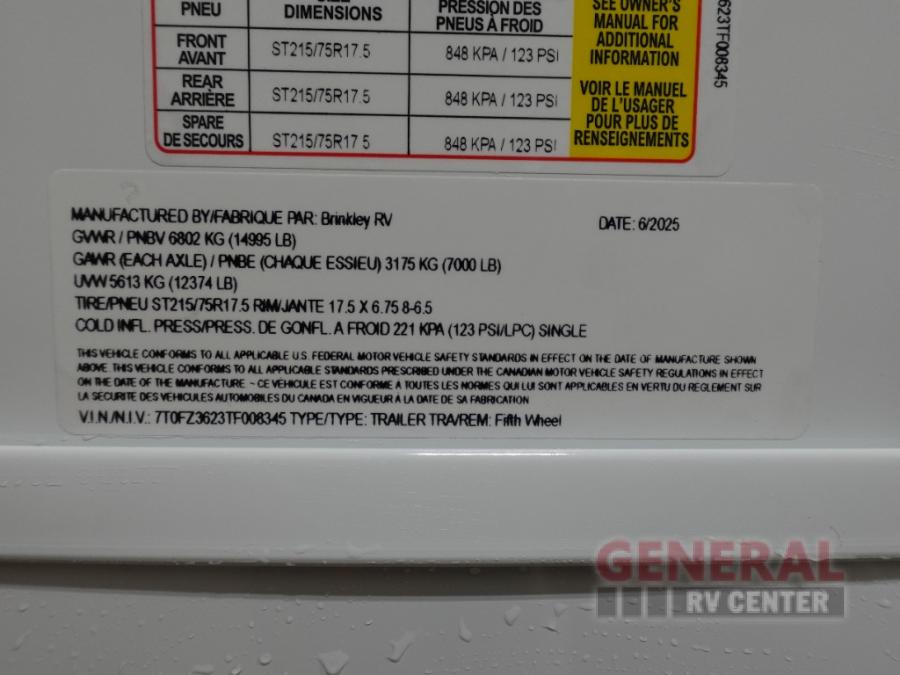 PNEU
DIMENSIONS
PRESSION DES
PNEUS À FROID
SEE OWNER'S
MANUAL FOR
ADDITIONAL
INFORMATION
FRONT
AVANT
ST215/75R17.5
848 KPA / 123 PSI
REAR
ARRIÈRE
ST215/75R17.5
848 KPA / 123 PSI
SPARE
DE SECOURS
ST215/75R17.5
848 KPA / 123 PSI
VOIR LE MANUEL
DE L'USAGER
POUR PLUS DE
RENSEIGNEMENTS
623TF008345
MANUFACTURED BY/FABRIQUE PAR: Brinkley RV
DATE: 6/2025
GVWR / PNBV 6802 KG (14995 LB)
GAWR (EACH AXLE) / PNBE (CHAQUE ESSIEU) 3175 KG (7000 LB)
UVW 5613 KG (12374 LB)
TIRE/PNEU ST215/75R17.5 RIM/JANTE 17.5 X 6.75 8-6.5
COLD INFL. PRESS/PRESS. DE GONFL. A FROID 221 KPA (123 PSI/LPC) SINGLE
THIS VEHICLE CONFORMS TO ALL APPLICABLE U.S. FEDERAL MOTOR VEHICLE SAFETY STANDARDS IN EFFECT ON THE DATE OF MANUFACTURE SHOWN
ABOVE. THIS VEHICLE CONFORMS TO ALL APPLICABLE STANDARDS PRESCRIBED UNDER THE CANADIAN MOTOR VEHICLE SAFETY REGULATIONS IN EFFECT
ON THE DATE OF THE MANUFACTURE ~ CE VÉHICULE EST CONFORME À TOUTES LES NORMES QUI LUI SONT APPLICABLES EN VERTU DU REGLEMENT SUR
LA SECURITE DES VEHICULES AUTOMOBILES DU CANADA EN VIGUEUR À LA DATE DE SA FABRICATION
V.I.N./N.I.V.: 7T0FZ3623TF008345 TYPE/TYPE: TRAILER TRA/REM: Fifth Wheel
GENERAL
RV CENTER